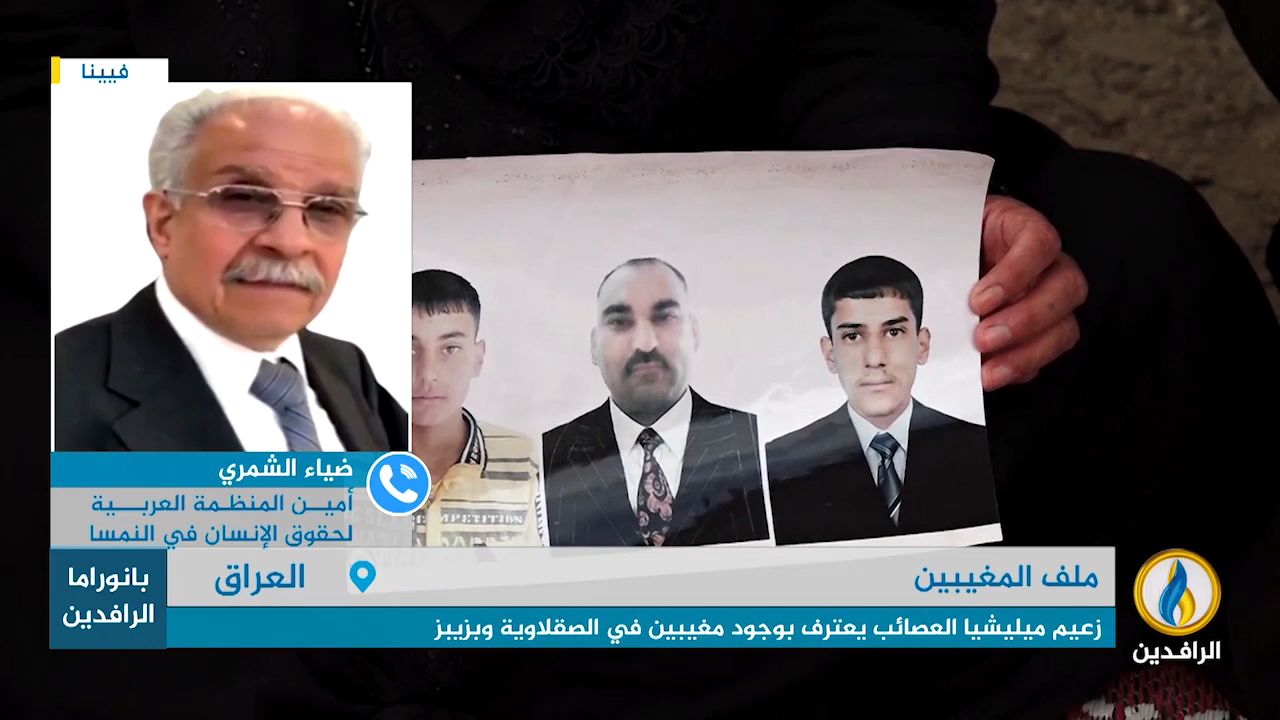 فيينا
ضياء الشمري
أمين المنظمة العربية
لحقوق الإنسان في النمسا
ملف المغيبين
العراق
بانوراما
الرافدين
زعيم ميليشيا العصائب يعترف بوجود مغيبين في الصقلاوية وبزيبز
الرافدين